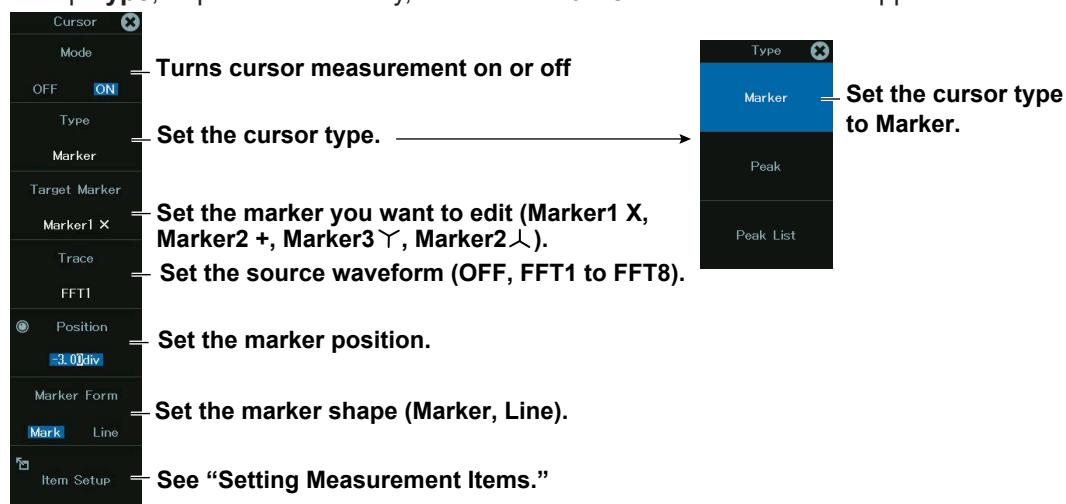 Type,
Cursor
Mode
OFF ON
Turns cursor measurement on or off
Type
Marker
Set the cursor type.
Target Marker
Marker1 X
Set the marker you want to edit (Marker1 X,
Marker2 +, Marker3 Y, Marker2 ⅄).
Trace
FFT1
Set the source waveform (OFF, FFT1 to FFT8).
Position
-3.00div
Set the marker position.
Marker Form
Mark Line
Set the marker shape (Marker, Line).
Item Setup
See “Setting Measurement Items.”
Type
Marker
Set the cursor type
to Marker.
Peak
Peak List